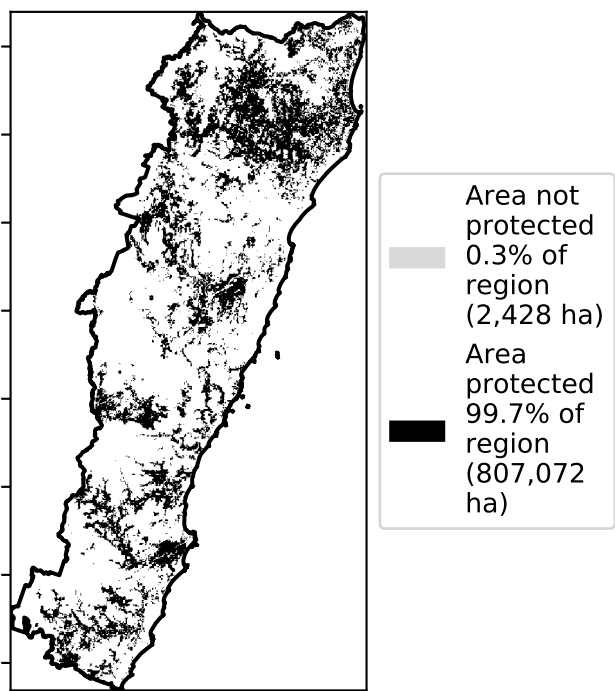 Area not
protected
0.3% of
region
(2,428 ha)
Area
protected
99.7% of
region
(807,072
ha)